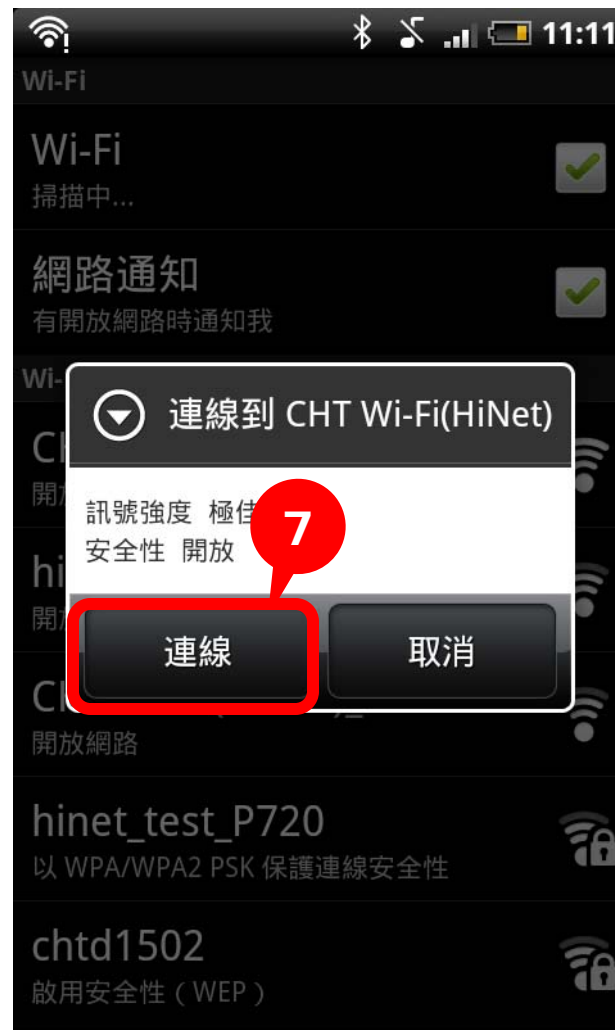 11:11
Wi-Fi
Wi-Fi
掃描中...
網路通知
有開放網路時通知我
Wi-
連線到 CHT Wi-Fi(HiNet)
訊號強度 極佳
安全性 開放
7
連線
取消
開放網路
hinet_test_P720
以 WPA/WPA2 PSK 保護連線安全性
chtd1502
啟用安全性（WEP）